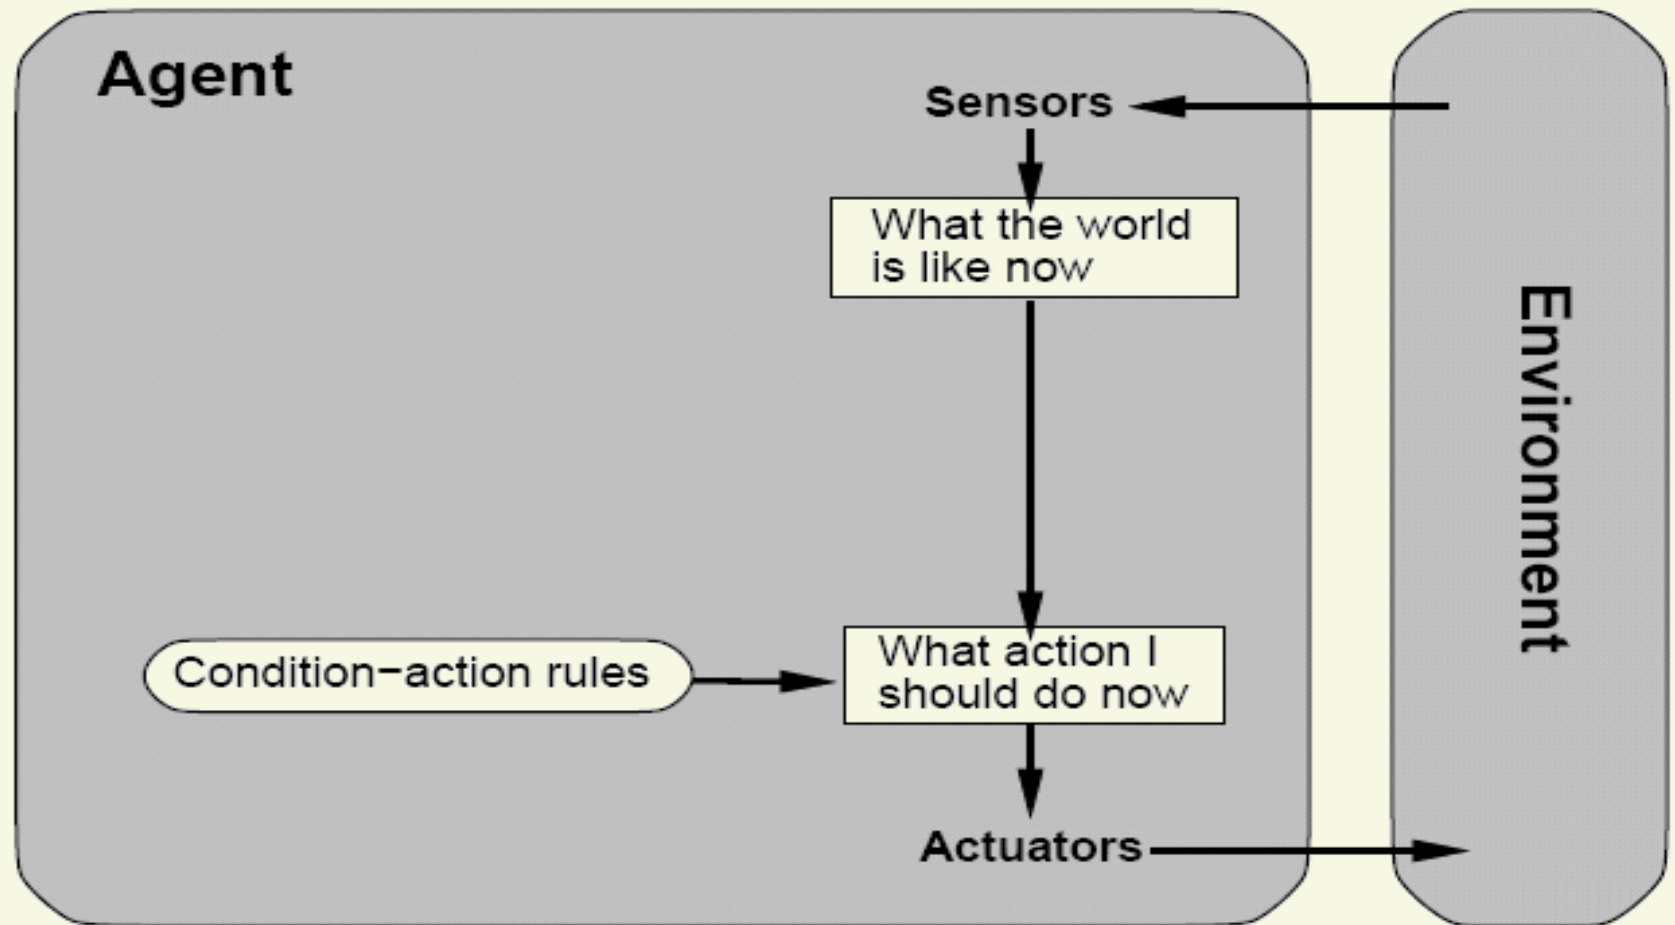 Agent
Sensors
What the world
is like now
Environment
Condition–action rules
What action I
should do now
Actuators